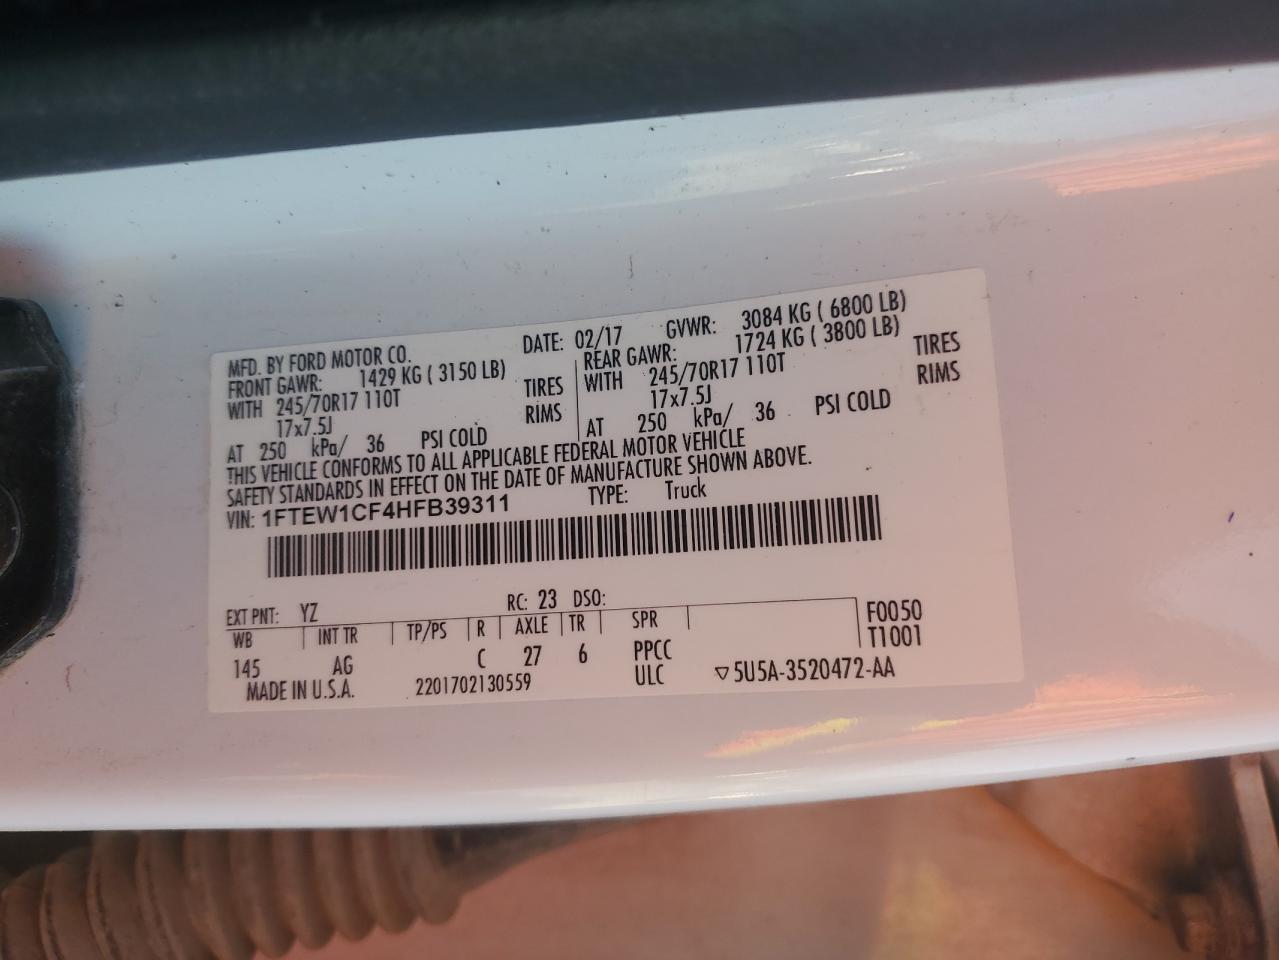 MFD. BY FORD MOTOR CO. DATE: 02/17 GVWR: 3084 KG ( 6800 LB)
FRONT GAWR: 1429 KG ( 3150 LB) REAR GAWR: 1724 KG ( 3800 LB)
WITH 245/70R17 110T TIRES WITH 245/70R17 110T TIRES
17x7.5J RIMS 17x7.5J RIMS
AT 250 kPa/ 36 PSI COLD AT 250 kPa/ 36 PSI COLD
THIS VEHICLE CONFORMS TO ALL APPLICABLE FEDERAL MOTOR VEHICLE
SAFETY STANDARDS IN EFFECT ON THE DATE OF MANUFACTURE SHOWN ABOVE.
VIN: 1FTEW1CF4HFB39311 TYPE: Truck
EXT PNT: YZ RC: 23 DSO:
WB INT TR TP/PS R AXLE TR SPR F0050
145 AG C 27 6 PPCC T1001
MADE IN U.S.A. 2201702130559 ULC ▽5U5A-3520472-AA